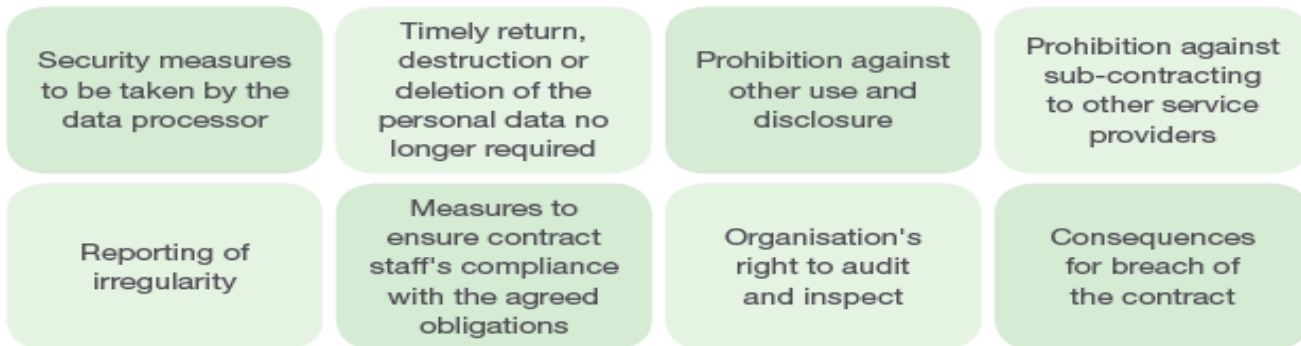 Security measures
to be taken by the
data processor
Timely return,
destruction or
deletion of the
personal data no
longer required
Prohibition against
other use and
disclosure
Prohibition against
sub-contracting
to other service
providers
Reporting of
irregularity
Measures to
ensure contract
staff's compliance
with the agreed
obligations
Organisation's
right to audit
and inspect
Consequences
for breach of
the contract